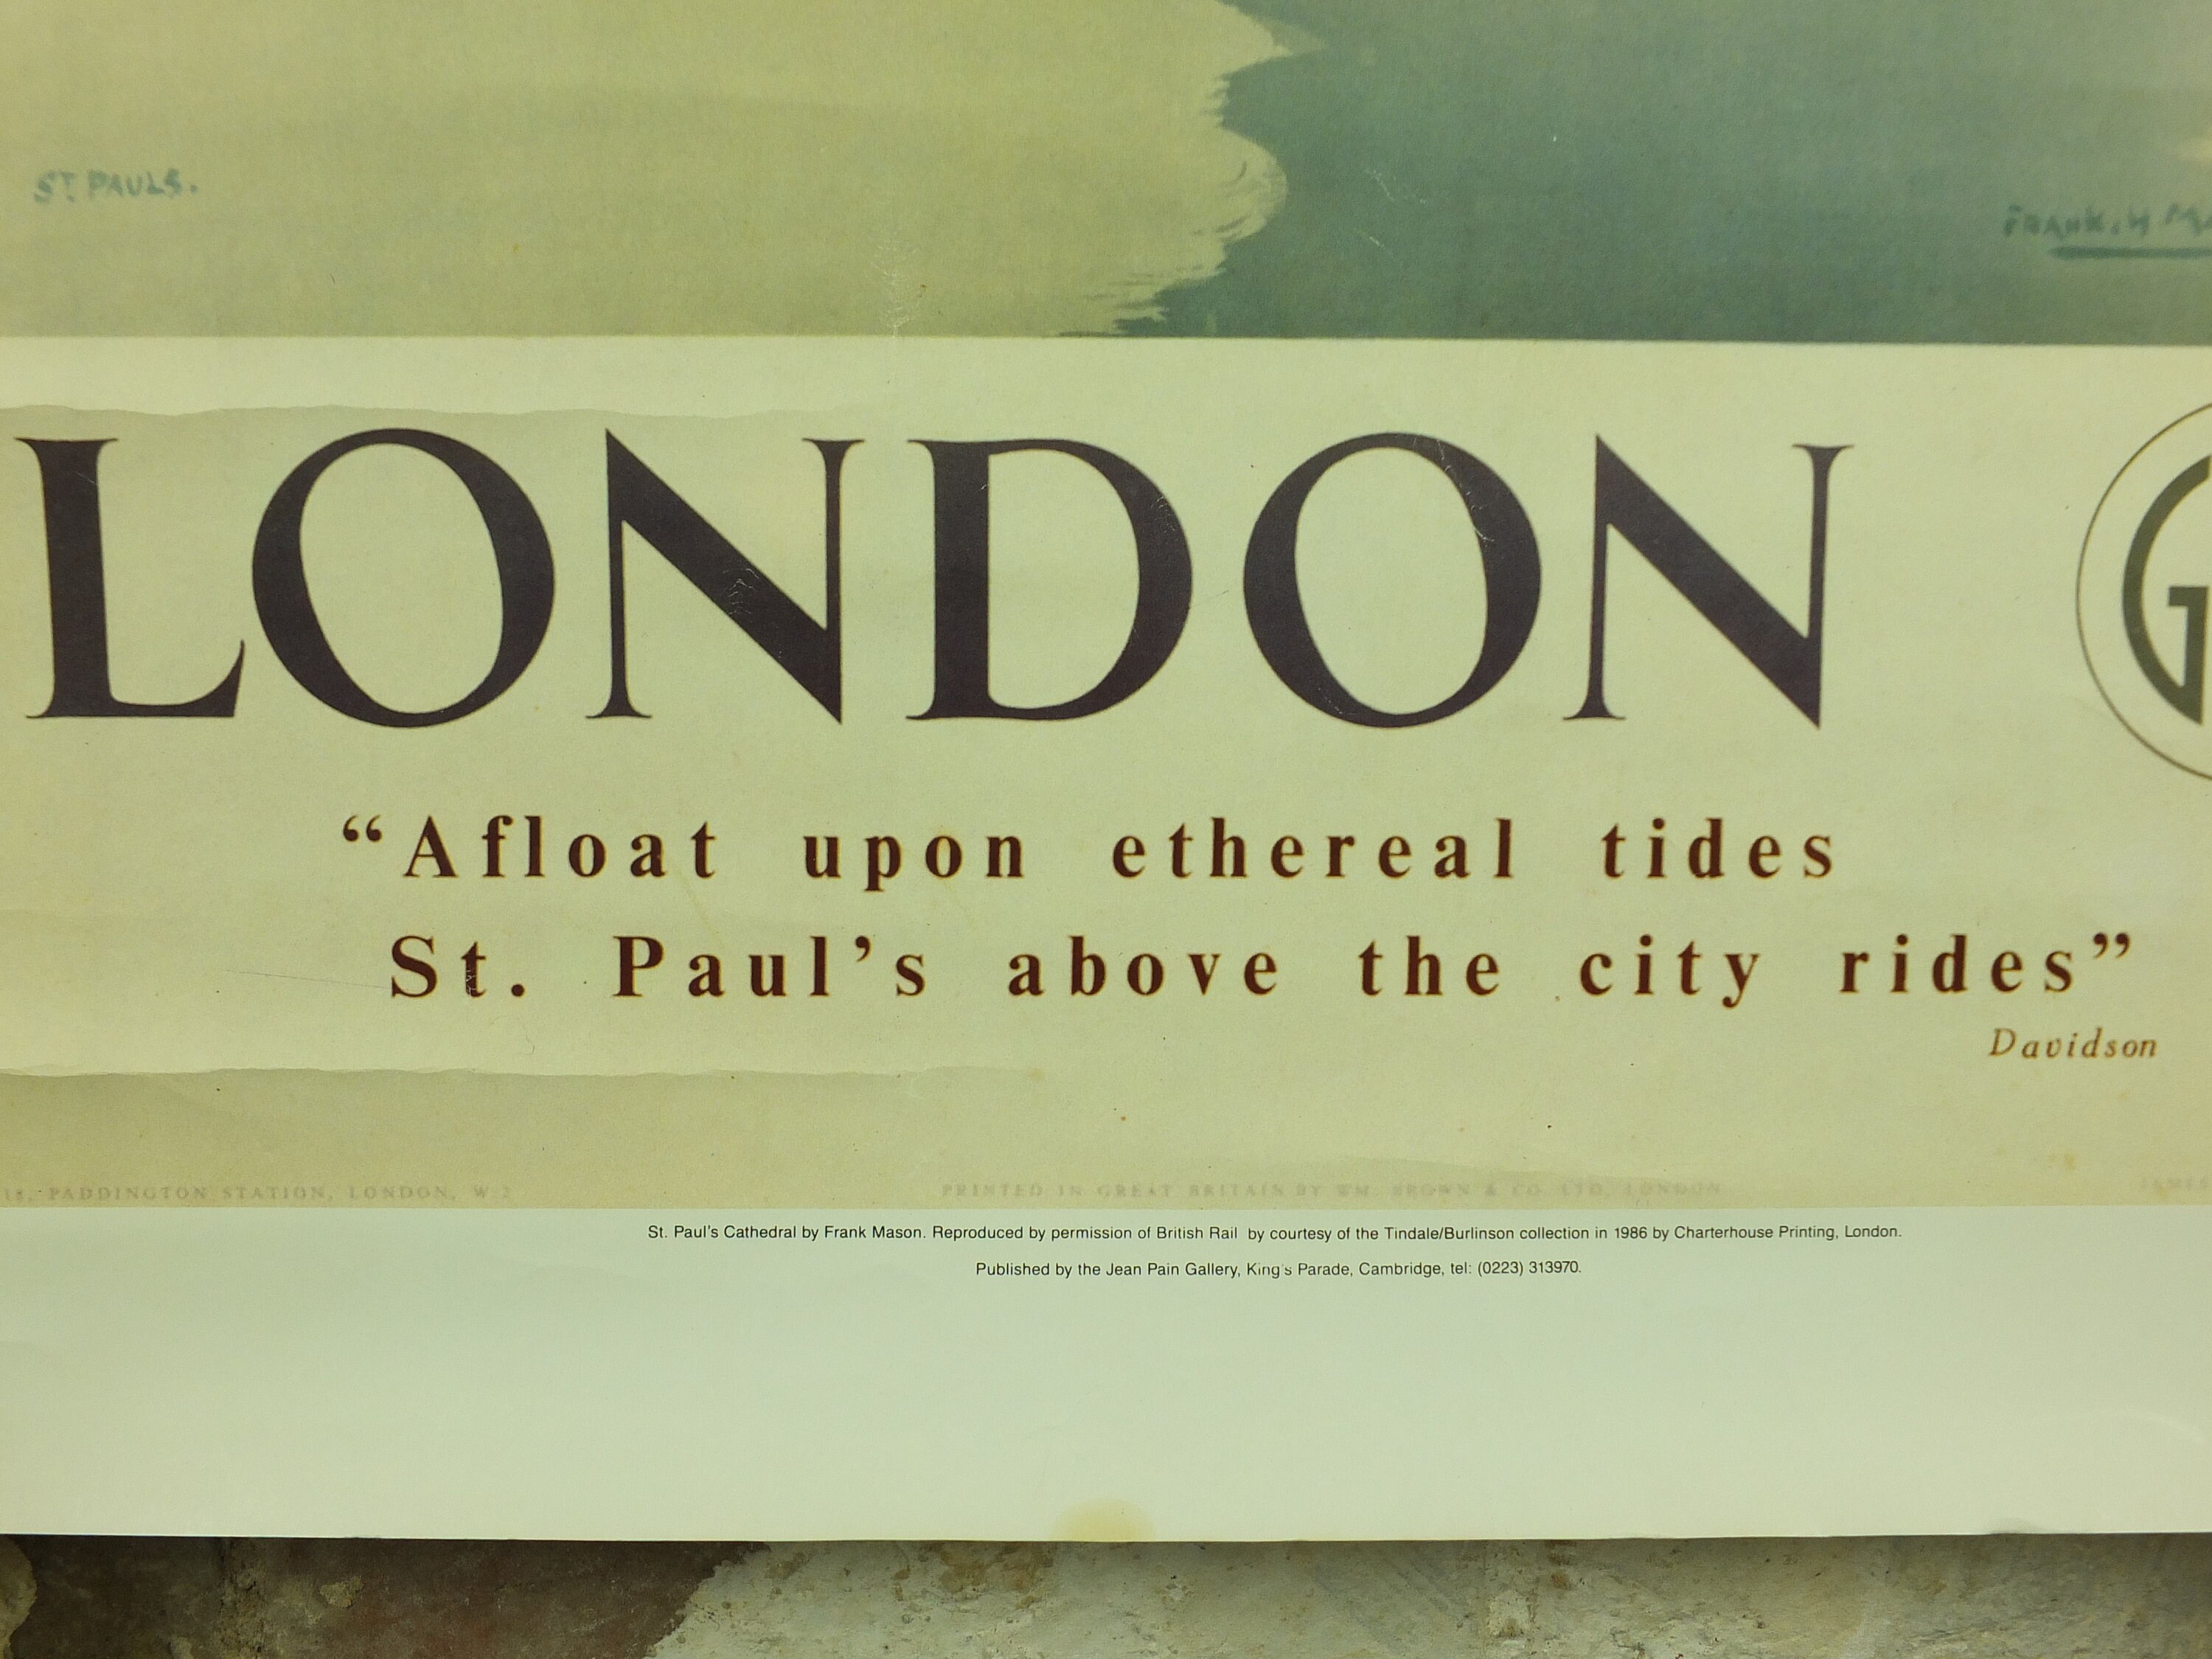 ST. PAULS.
FRANK. H MA
LONDON
G
“Afloat upon ethereal tides
St. Paul’s above the city rides”
Davidson
PADDINGTON STATION, LONDON, W 2
PRINTED IN GREAT BRITAIN BY WM. BROWN & CO. LTD. LONDON
JAMES
St. Paul's Cathedral by Frank Mason. Reproduced by permission of British Rail by courtesy of the Tindale/Burlinson collection in 1986 by Charterhouse Printing, London.
Published by the Jean Pain Gallery, King's Parade, Cambridge, tel: (0223) 313970.